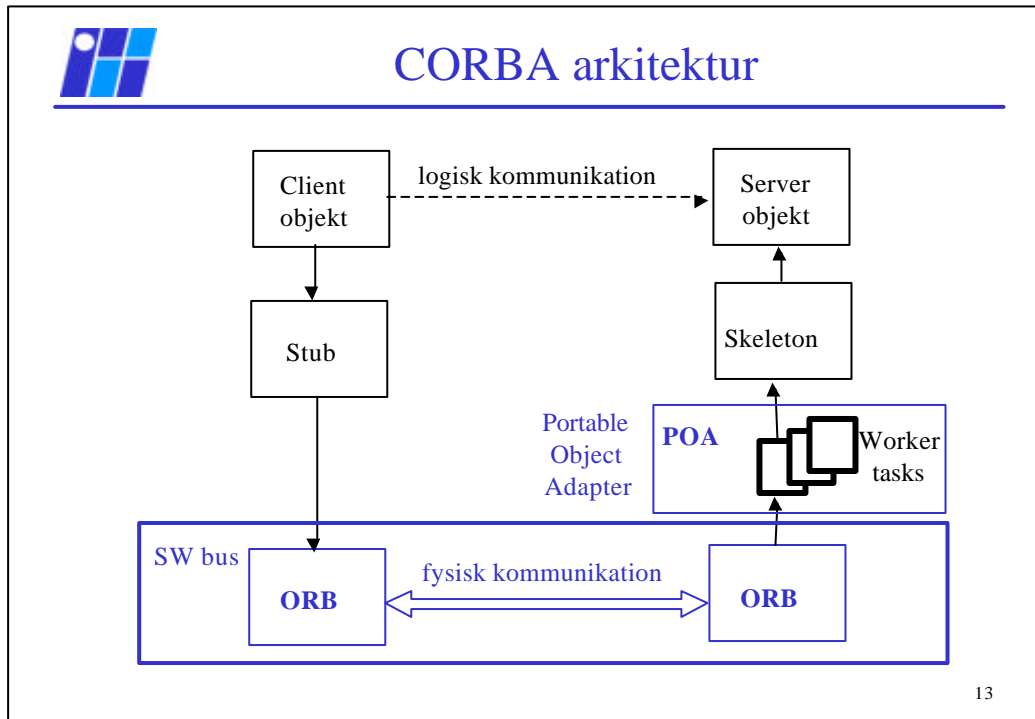 CORBA arkitektur
Client
objekt
logisk kommunikation
Server
objekt
Stub
Skeleton
Portable
Object
Adapter
POA
Worker
tasks
SW bus
ORB
fysisk kommunikation
ORB
13